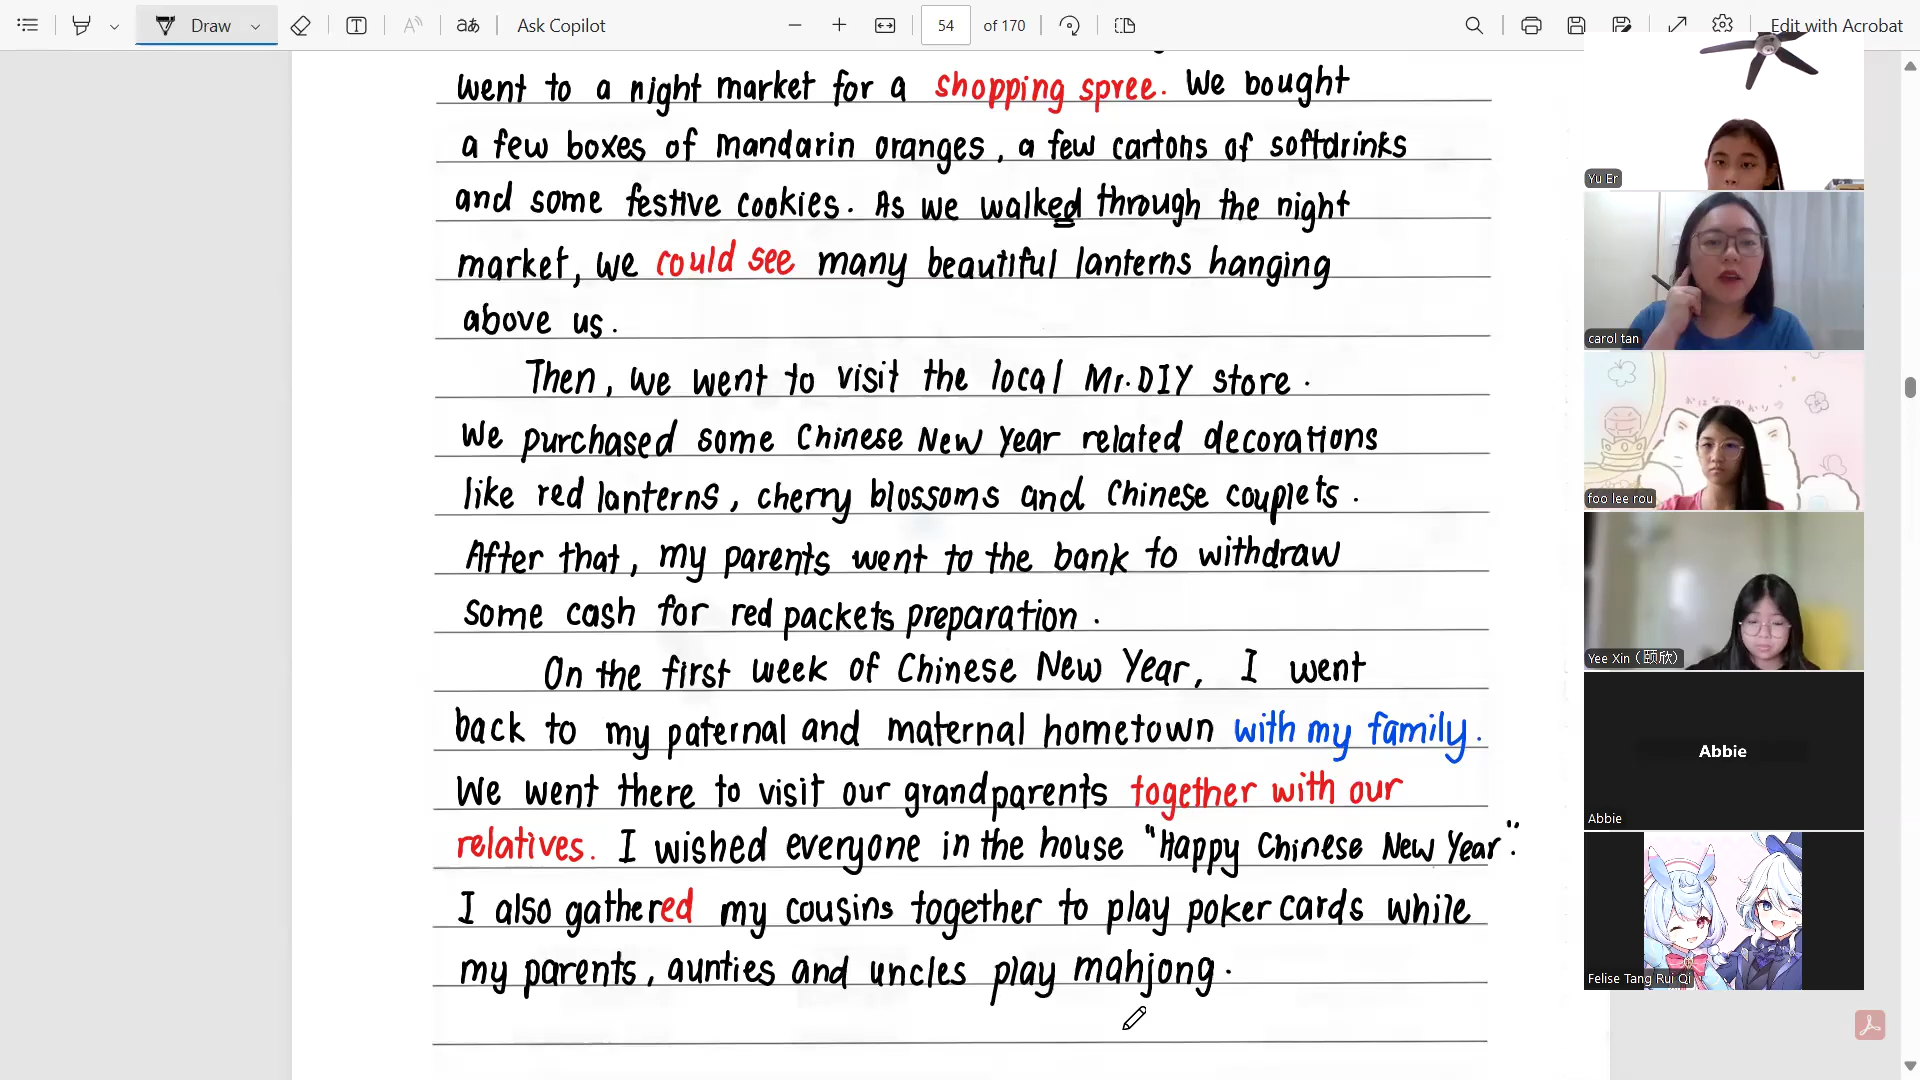 Draw
Ask Copilot
54 of 170
Edit with Acrobat
went to a night market for a shopping spree. We bought
a few boxes of mandarin oranges, a few cartons of softdrinks
and some festive cookies. As we walked through the night
market, we could see many beautiful lanterns hanging
above us.
Then, we went to visit the local Mr.DIY store.
We purchased some Chinese New Year related decorations
like red lanterns, cherry blossoms and Chinese couplets.
After that, my parents went to the bank to withdraw
some cash for red packets preparation.
On the first week of Chinese New Year, I went
back to my paternal and maternal hometown with my family.
We went there to visit our grandparents together with our
relatives. I wished everyone in the house "Happy Chinese New Year".
I also gathered my cousins together to play poker cards while
my parents, aunties and uncles play mahjong.
Yu Er
carol tan
foo lee rou
Yee Xin (颐欣)
Abbie
Abbie
Felise Tang Rui Qi